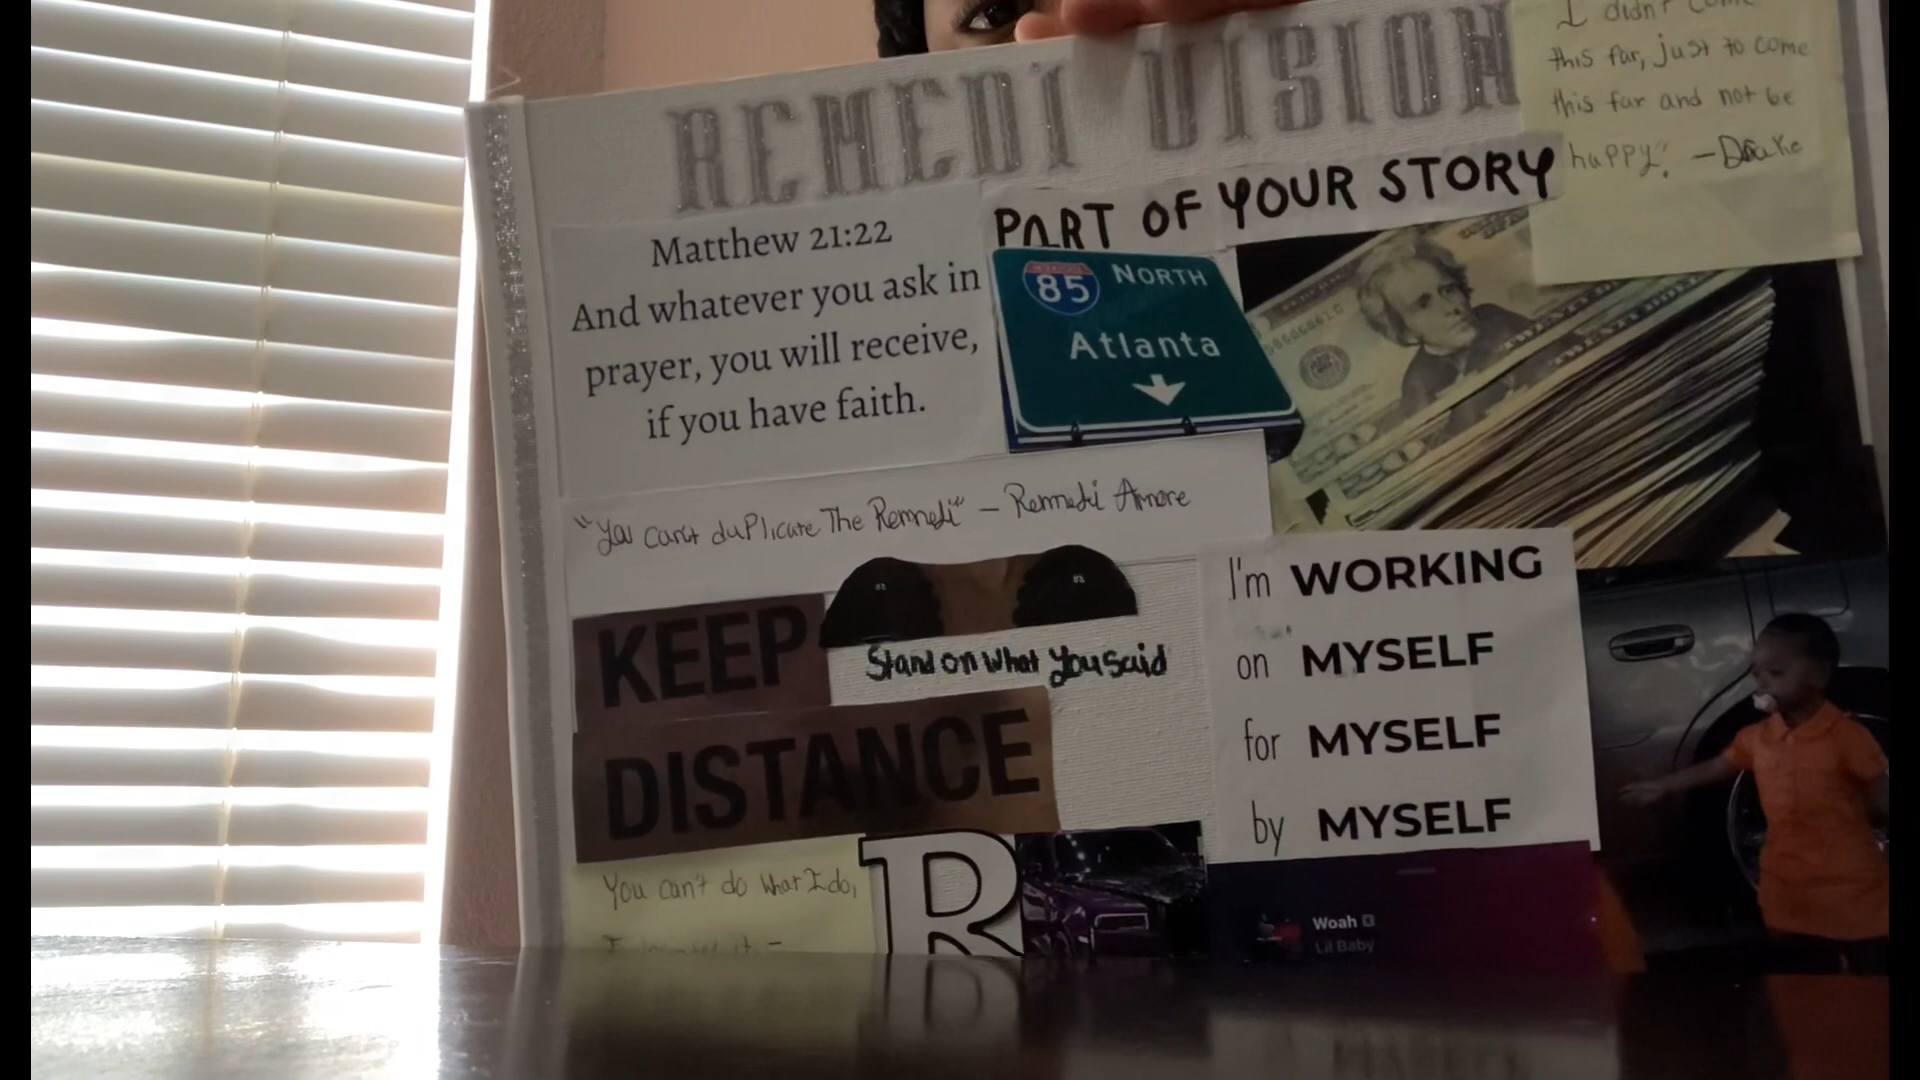 REMEDI VISION
I didn't come
this far, just to come
this far and not be
happy. -Drake
PART OF YOUR STORY
Matthew 21:22
And whatever you ask in
prayer, you will receive,
if you have faith.
85 NORTH
Atlanta
"You can't duplicate The Remedi" - Remedi Amore
KEEP
DISTANCE
Stand on what you said
I'm WORKING
on MYSELF
for MYSELF
by MYSELF
You can't do what I do,
R
Woah E
Lil Baby